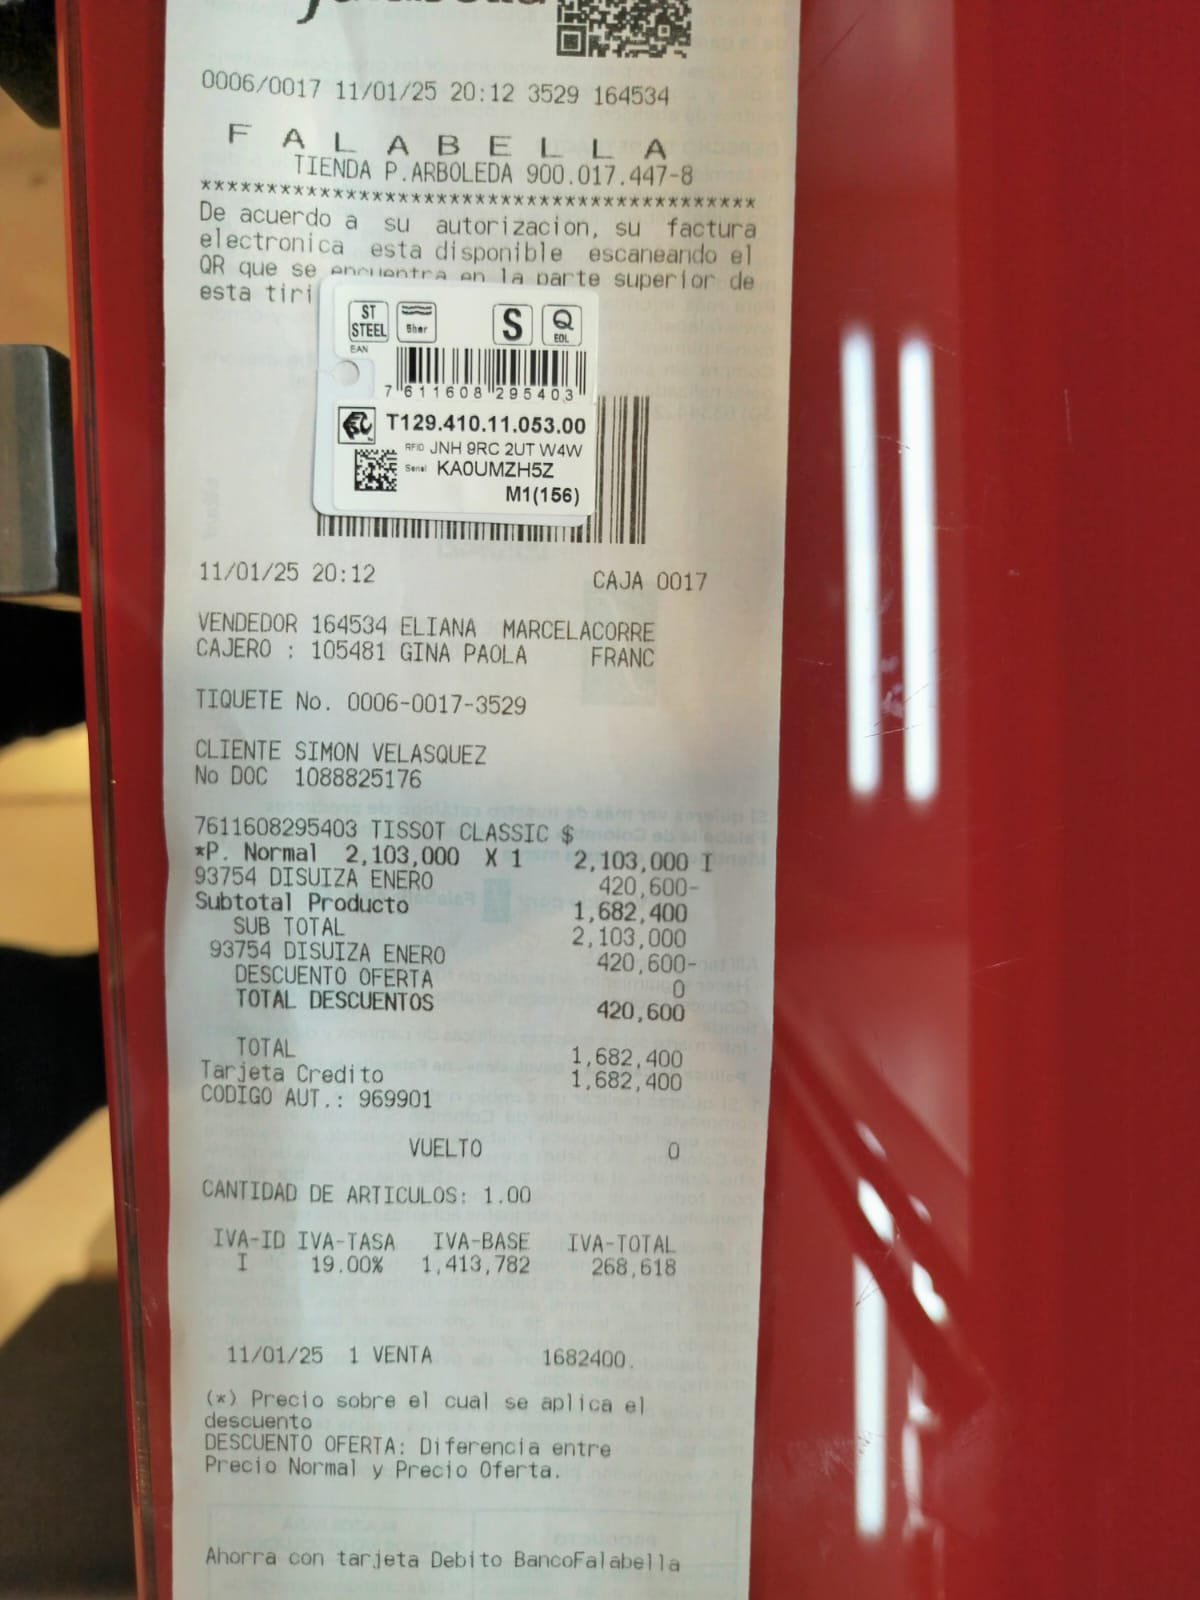 0006/0017 11/01/25 20:12 3529 164534
F A L A B E L L A
TIENDA P.ARBOLEDA 900.017.447-8
******************************************
De acuerdo a su autorizacion, su factura
electronica esta disponible escaneando el
QR que se encuentra en la parte superior de
esta tiri
ST STEEL 5bar S Q EOL
EAN
7 611608 295403
T129.410.11.053.00
RFID JNH 9RC 2UT W4W
Serial KA0UMZH5Z
M1(156)
11/01/25 20:12 CAJA 0017
VENDEDOR 164534 ELIANA MARCELACORRE
CAJERO : 105481 GINA PAOLA FRANC
TIQUETE No. 0006-0017-3529
CLIENTE SIMON VELASQUEZ
No DOC 1088825176
7611608295403 TISSOT CLASSIC $
*P. Normal 2,103,000 X 1 2,103,000 I
93754 DISUIZA ENERO 420,600-
Subtotal Producto 1,682,400
SUB TOTAL 2,103,000
93754 DISUIZA ENERO 420,600-
DESCUENTO OFERTA 0
TOTAL DESCUENTOS 420,600
TOTAL 1,682,400
Tarjeta Credito 1,682,400
CODIGO AUT.: 969901
VUELTO 0
CANTIDAD DE ARTICULOS: 1.00
IVA-ID IVA-TASA IVA-BASE IVA-TOTAL
I 19.00% 1,413,782 268,618
11/01/25 1 VENTA 1682400.
(*) Precio sobre el cual se aplica el
descuento
DESCUENTO OFERTA: Diferencia entre
Precio Normal y Precio Oferta.
Ahorra con tarjeta Debito BancoFalabella